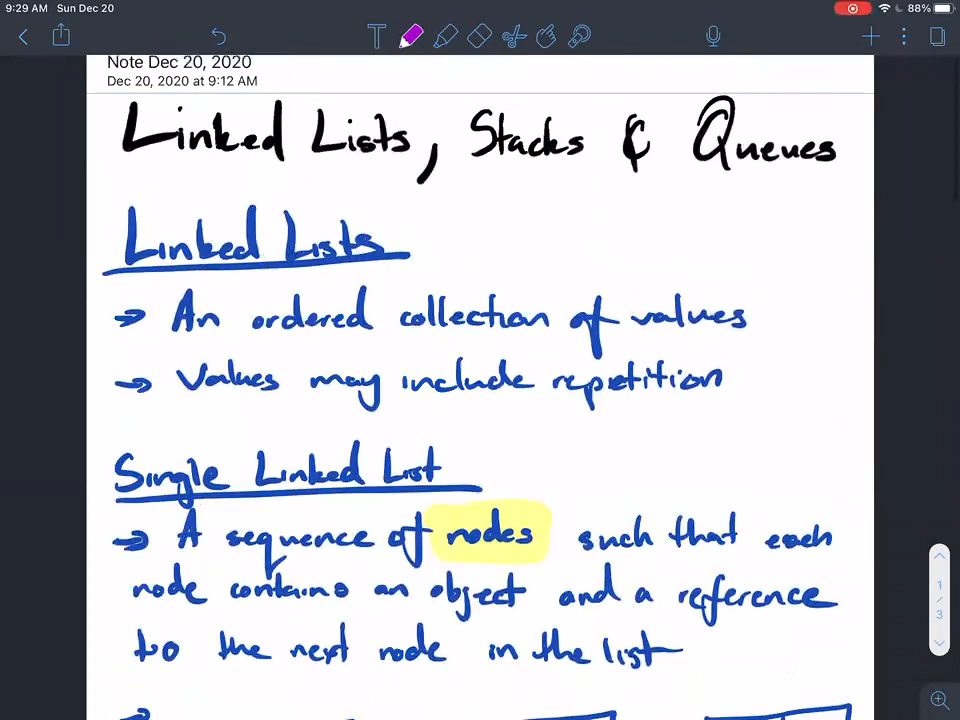 9:29 AM Sun Dec 20
88%
T
Note Dec 20, 2020
Dec 20, 2020 at 9:12 AM
Linked Lists, Stacks & Queues
Linked Lists
→ An ordered collection of values
→ Values may include repetition
Single Linked List
→ A sequence of nodes such that each
node contains an object and a reference
to the next node in the list
1
/
3